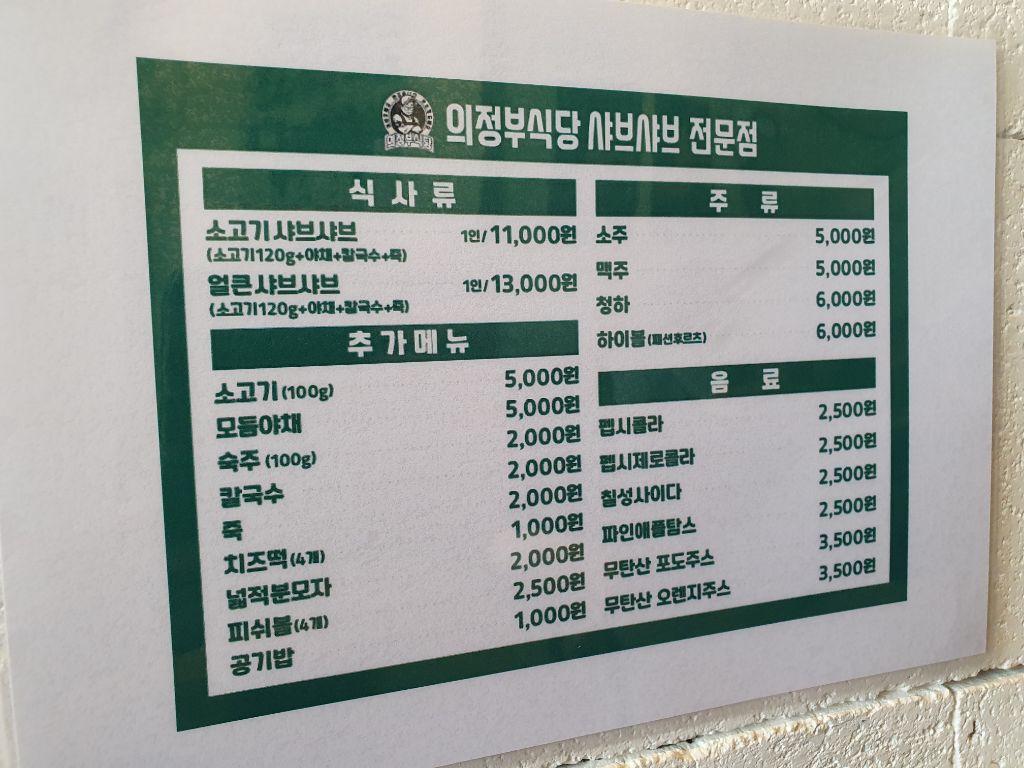 의정부식당
의정부식당 샤브샤브 전문점
식사류
소고기 샤브샤브 1인/ 11,000원
(소고기120g+야채+칼국수+죽)
얼큰 샤브샤브 1인/ 13,000원
(소고기120g+야채+칼국수+죽)
추가메뉴
소고기 (100g) 5,000원
모듬야채 5,000원
숙주 (100g) 2,000원
칼국수 2,000원
죽 2,000원
치즈떡 (4개) 1,000원
넓적분모자 2,000원
피쉬볼 (4개) 2,500원
공기밥 1,000원
주류
소주 5,000원
맥주 5,000원
청하 6,000원
하이볼 (패션후르츠) 6,000원
음료
펩시콜라 2,500원
펩시제로콜라 2,500원
칠성사이다 2,500원
파인애플탐스 2,500원
무탄산 포도주스 3,500원
무탄산 오렌지주스 3,500원